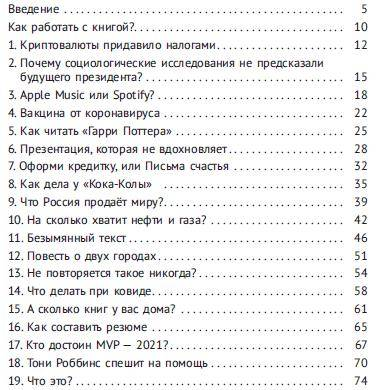 Введение . . . . . . . . . . . . . . . . . . . . . . . . . . . . . . . . . 5
Как работать с книгой?. . . . . . . . . . . . . . . . . . . . . . . . . 10
1. Криптовалюты придавило налогами. . . . . . . . . . . . . . . 12
2. Почему социологические исследования не предсказали
будущего президента? . . . . . . . . . . . . . . . . . . . . . . . 15
3. Apple Music или Spotify? . . . . . . . . . . . . . . . . . . . . . . 18
4. Вакцина от коронавируса . . . . . . . . . . . . . . . . . . . . . 22
5. Как читать «Гарри Поттера» . . . . . . . . . . . . . . . . . . . 25
6. Презентация, которая не вдохновляет . . . . . . . . . . . . . 28
7. Оформи кредитку, или Письма счастья . . . . . . . . . . . . 32
8. Как дела у «Кока-Колы» . . . . . . . . . . . . . . . . . . . . . . 35
9. Что Россия продаёт миру?. . . . . . . . . . . . . . . . . . . . . 39
10. На сколько хватит нефти и газа? . . . . . . . . . . . . . . . . 42
11. Безымянный текст . . . . . . . . . . . . . . . . . . . . . . . . . 46
12. Повесть о двух городах . . . . . . . . . . . . . . . . . . . . . . 51
13. Не повторяется такое никогда? . . . . . . . . . . . . . . . . . 54
14. Что делать при ковиде. . . . . . . . . . . . . . . . . . . . . . . 58
15. А сколько книг у вас дома? . . . . . . . . . . . . . . . . . . . 61
16. Как составить резюме . . . . . . . . . . . . . . . . . . . . . . . 65
17. Кто достоин MVP — 2021? . . . . . . . . . . . . . . . . . . . . 67
18. Тони Роббинс спешит на помощь . . . . . . . . . . . . . . . . 70
19. Что это? . . . . . . . . . . . . . . . . . . . . . . . . . . . . . . . 74